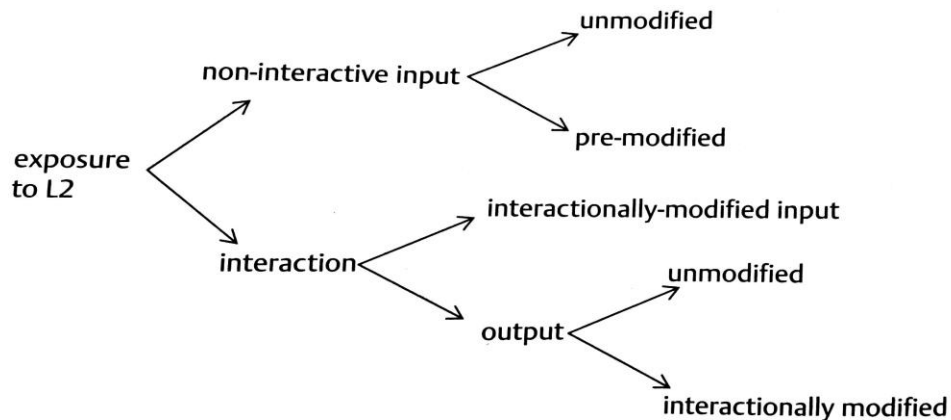 unmodified
non-interactive input
pre-modified
exposure
to L2
interactionally-modified input
interaction
unmodified
output
interactionally modified